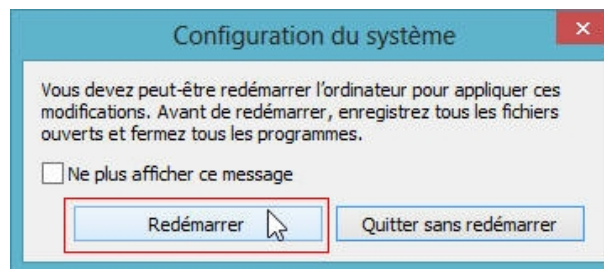 Configuration du système
Vous devez peut-être redémarrer l'ordinateur pour appliquer ces
modifications. Avant de redémarrer, enregistrez tous les fichiers
ouverts et fermez tous les programmes.
Ne plus afficher ce message
Redémarrer
Quitter sans redémarrer